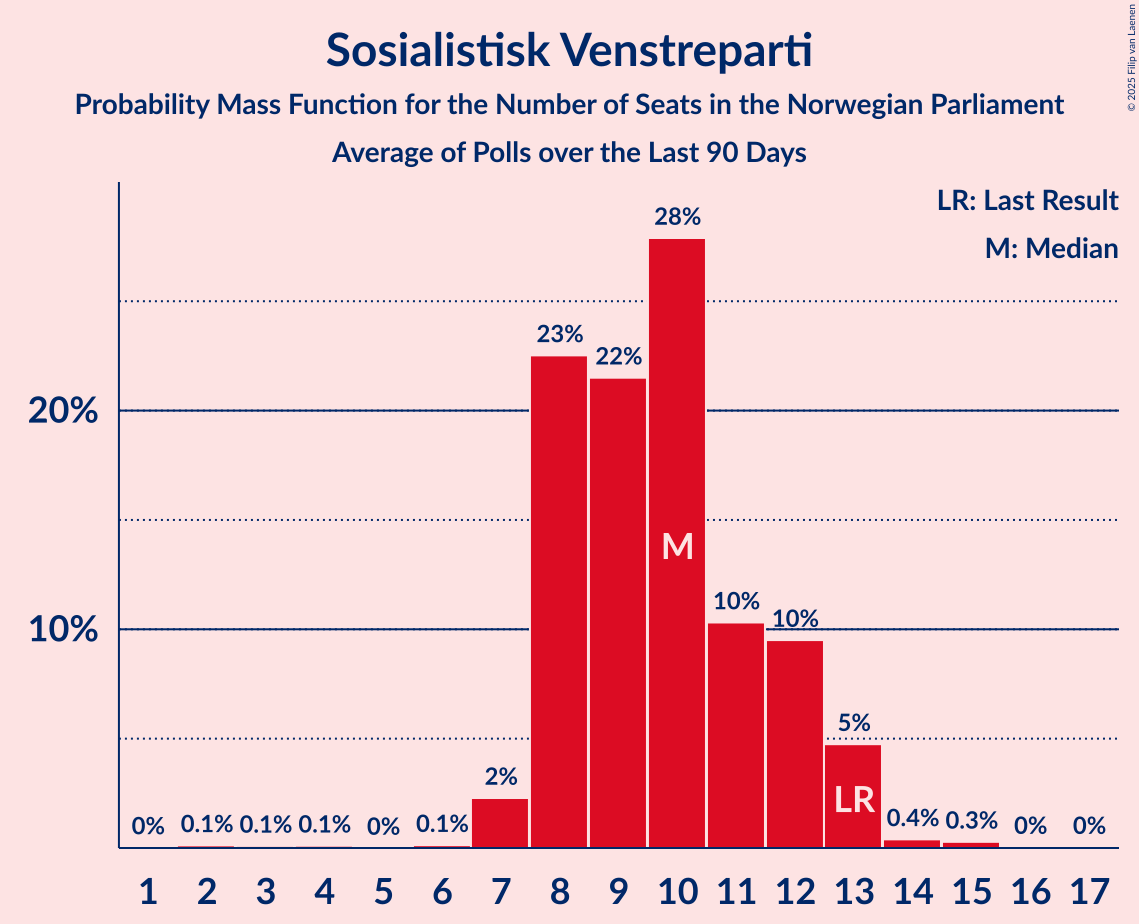 Sosialistisk Venstreparti
Probability Mass Function for the Number of Seats in the Norwegian Parliament
Average of Polls over the Last 90 Days
© 2025 Filip van Laenen
LR: Last Result
M: Median
28%
23%
22%
20%
M
10%
10%
10%
5%
2%
LR
0%
0.1%
0.1%
0.1%
0%
0.1%
0.4%
0.3%
0%
0%
1 2 3 4 5 6 7 8 9 10 11 12 13 14 15 16 17